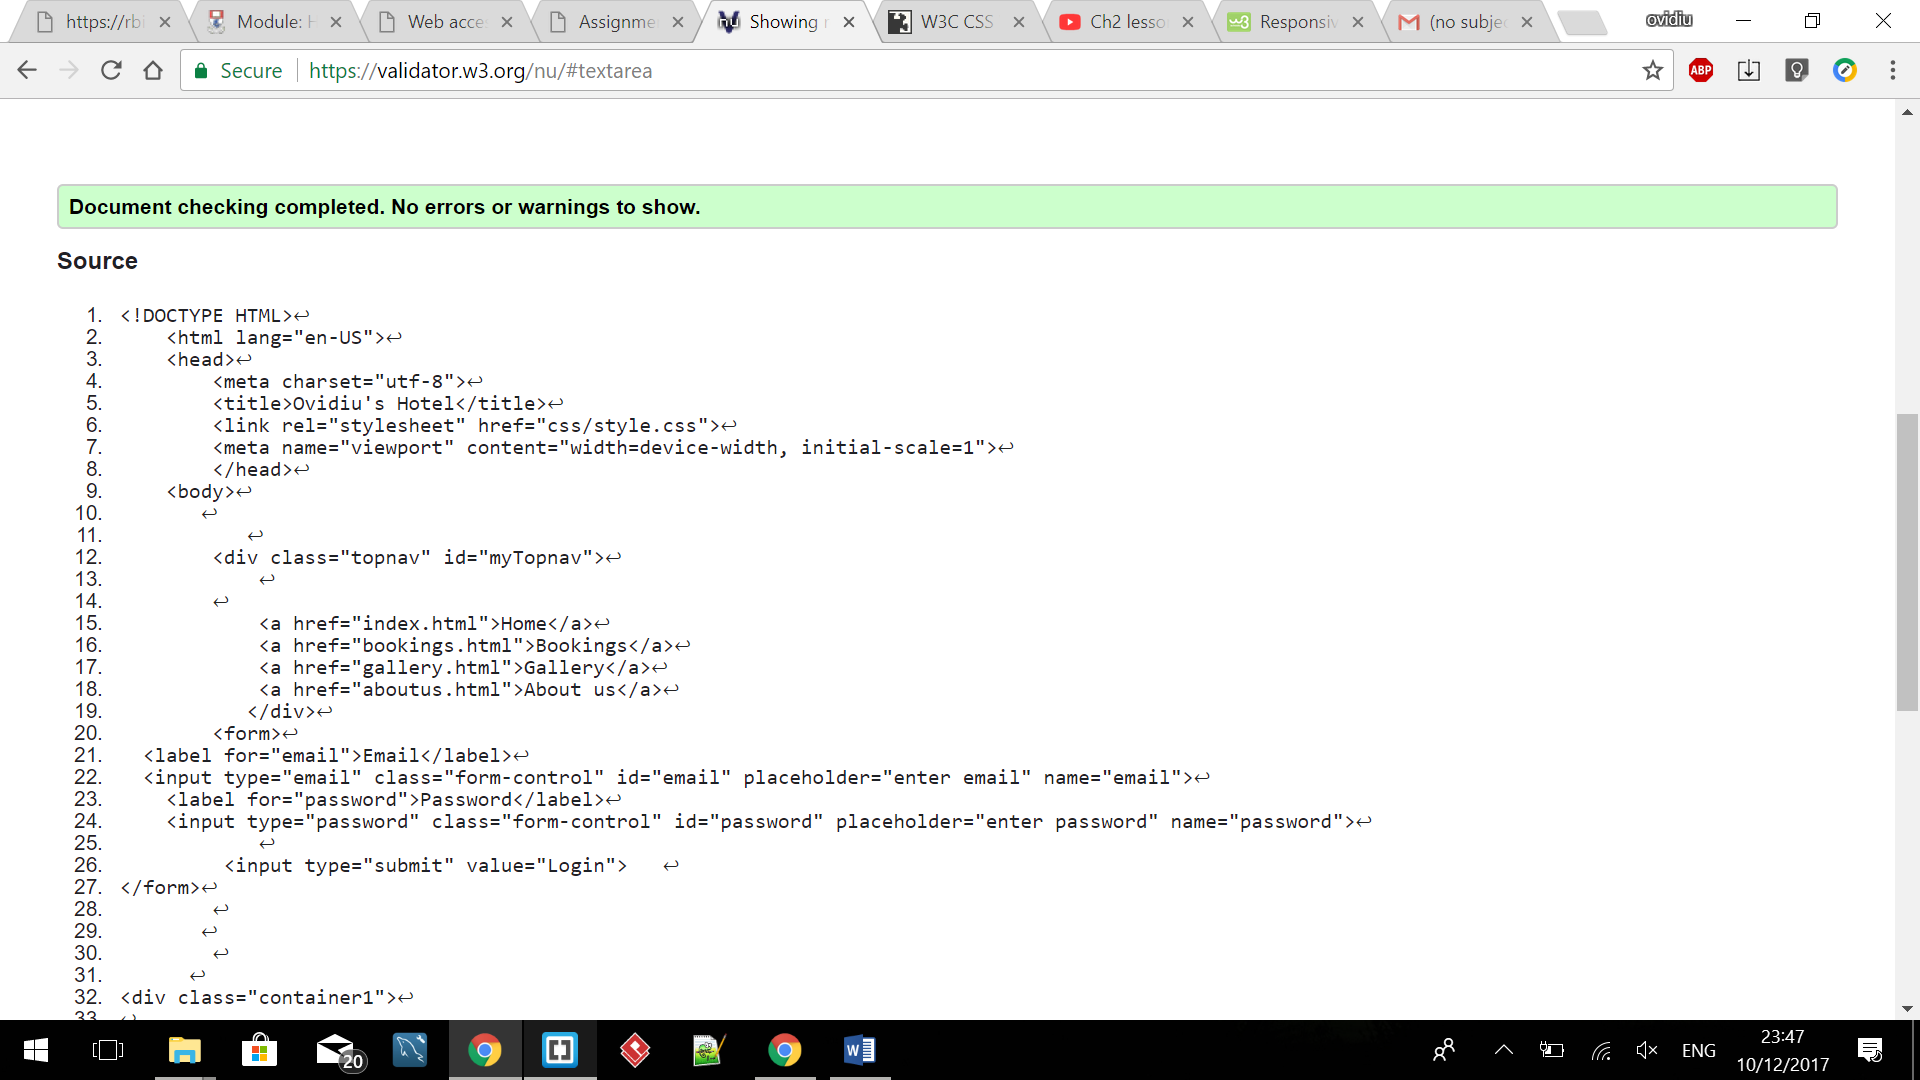 https://rb
Module: H
Web acce
Assignme
Showing r
W3C CSS
Ch2 lesso
Responsiv
(no subje
ovidiu
Secure https://validator.w3.org/nu/#textarea
ABP
Document checking completed. No errors or warnings to show.
Source
1. <!DOCTYPE HTML>↩
2. <html lang="en-US">↩
3. <head>↩
4. <meta charset="utf-8">↩
5. <title>Ovidiu's Hotel</title>↩
6. <link rel="stylesheet" href="css/style.css">↩
7. <meta name="viewport" content="width=device-width, initial-scale=1">↩
8. </head>↩
9. <body>↩
10. ↩
11. ↩
12. <div class="topnav" id="myTopnav">↩
13. ↩
14. ↩
15. <a href="index.html">Home</a>↩
16. <a href="bookings.html">Bookings</a>↩
17. <a href="gallery.html">Gallery</a>↩
18. <a href="aboutus.html">About us</a>↩
19. </div>↩
20. <form>↩
21. <label for="email">Email</label>↩
22. <input type="email" class="form-control" id="email" placeholder="enter email" name="email">↩
23. <label for="password">Password</label>↩
24. <input type="password" class="form-control" id="password" placeholder="enter password" name="password">↩
25. ↩
26. <input type="submit" value="Login"> ↩
27. </form>↩
28. ↩
29. ↩
30. ↩
31. ↩
32. <div class="container1">↩
33. ↩
20
ENG
23:47
10/12/2017